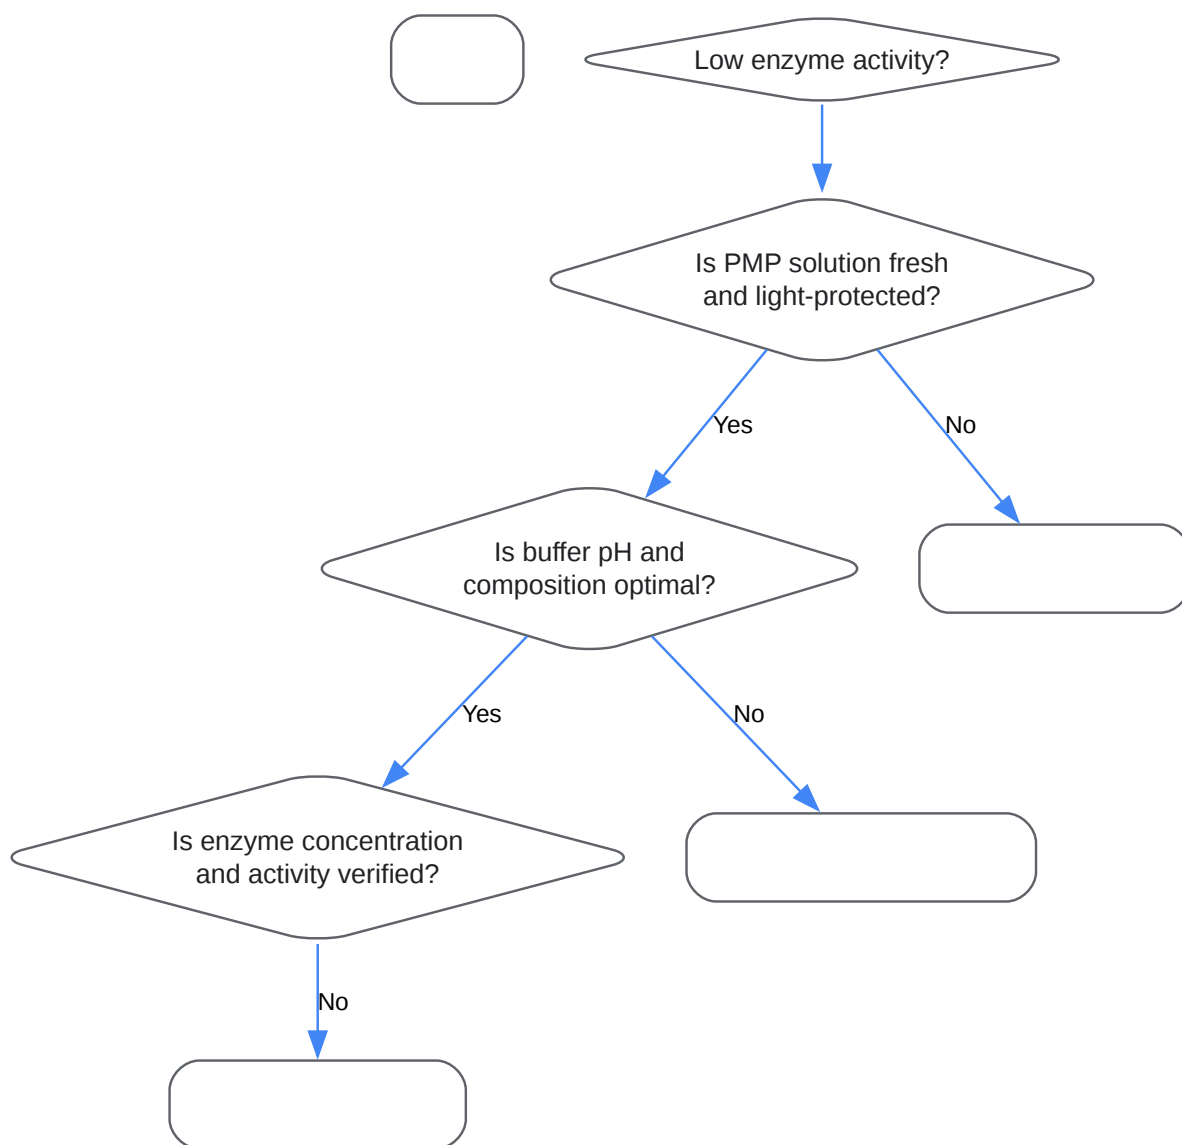 Low enzyme activity?
Is PMP solution fresh
and light-protected?
Yes
No
Is buffer pH and
composition optimal?
Yes
No
Is enzyme concentration
and activity verified?
No